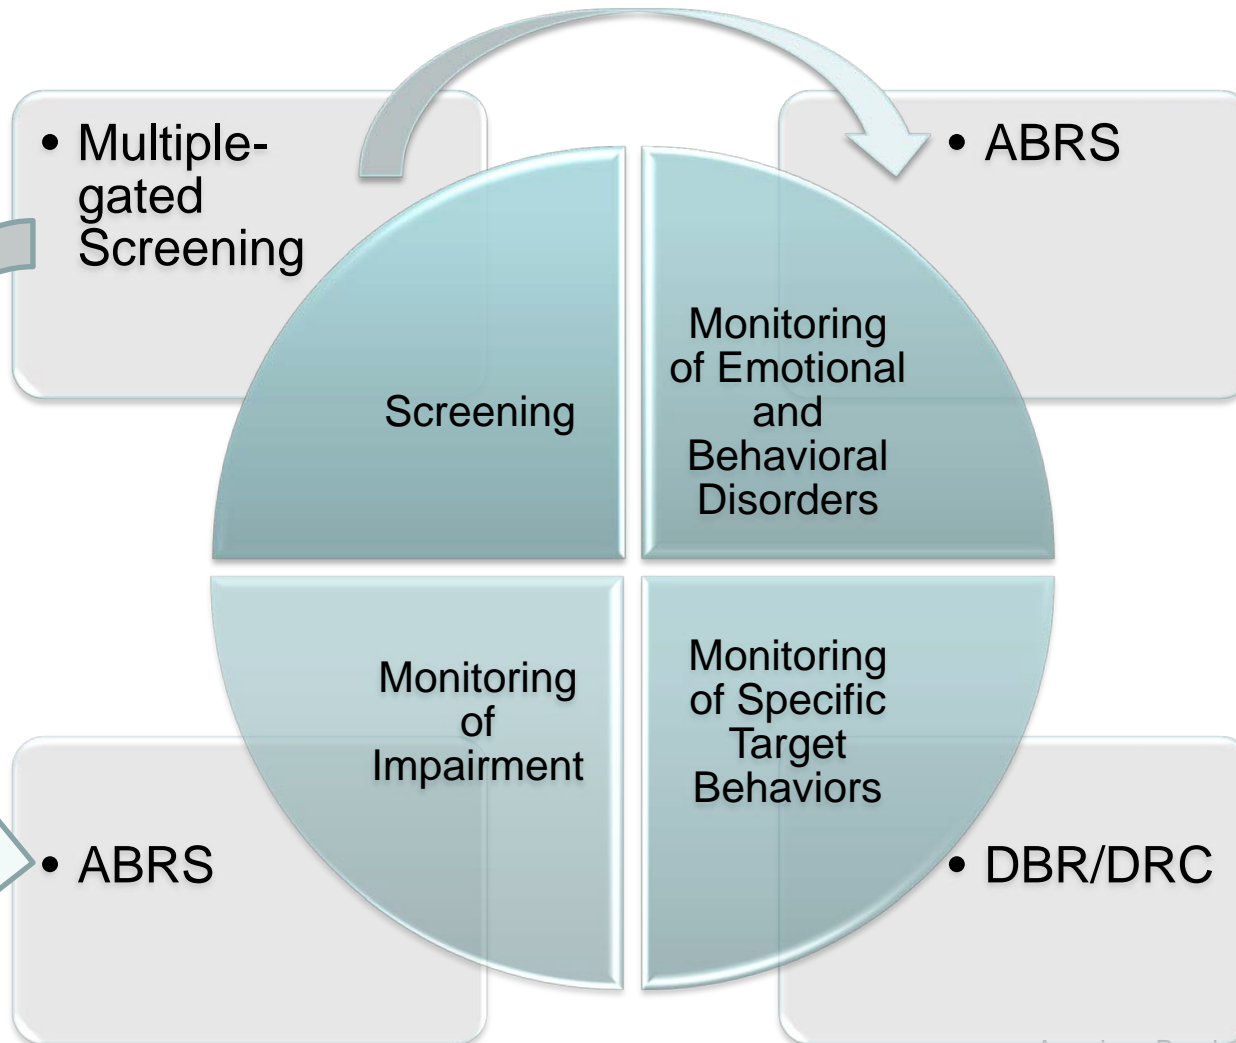 • Multiple-
gated
Screening
• ABRS
Screening
Monitoring
of Emotional
and
Behavioral
Disorders
Monitoring
of
Impairment
Monitoring
of Specific
Target
Behaviors
• ABRS
• DBR/DRC